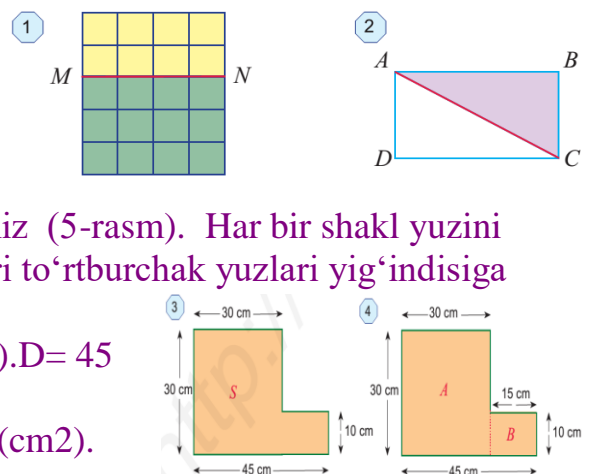 1
2
M
N
A
B
D
C
iz (5-rasm). Har bir shakl yuzini
ri to‘rtburchak yuzlari yig‘indisiga
3
4
30 cm
30 cm
).D= 45
30 cm
S
30 cm
A
15 cm
10 cm
B
10 cm
(cm2).
45 cm
45 cm